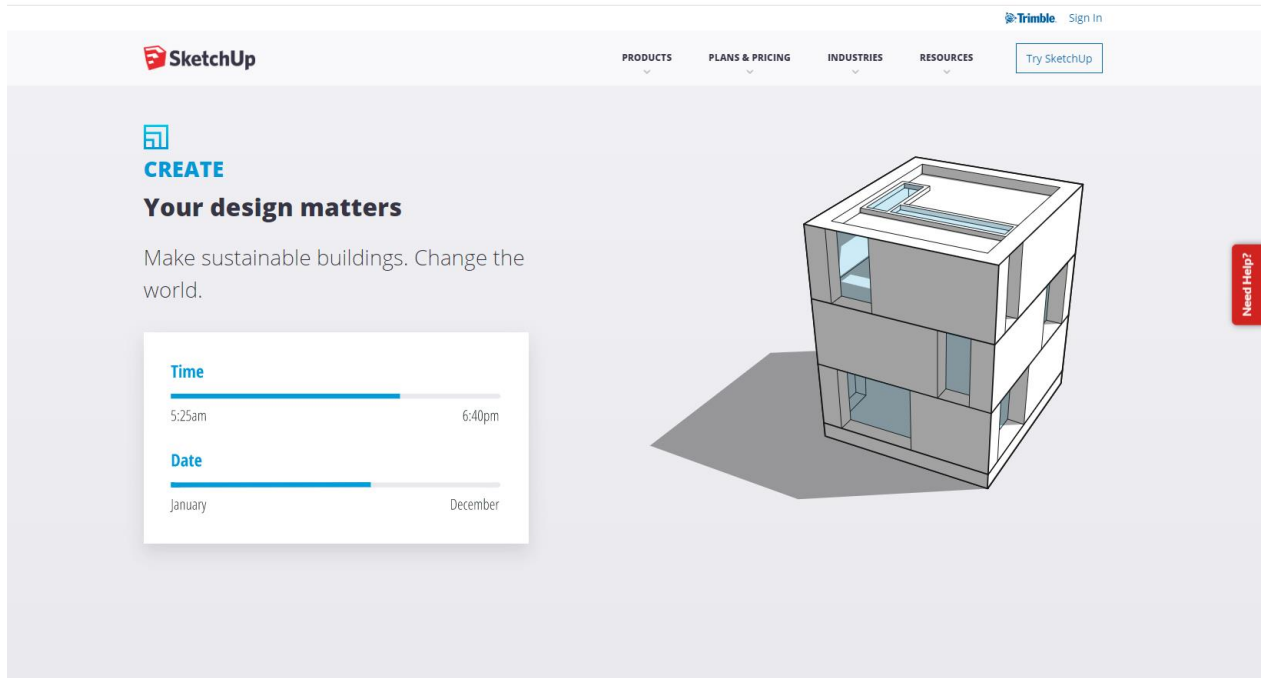 Trimble. Sign In
SketchUp PRODUCTS PLANS & PRICING INDUSTRIES RESOURCES Try SketchUp
CREATE
Your design matters
Make sustainable buildings. Change the
world.
Need Help?
Time
5:25am 6:40pm
Date
January December